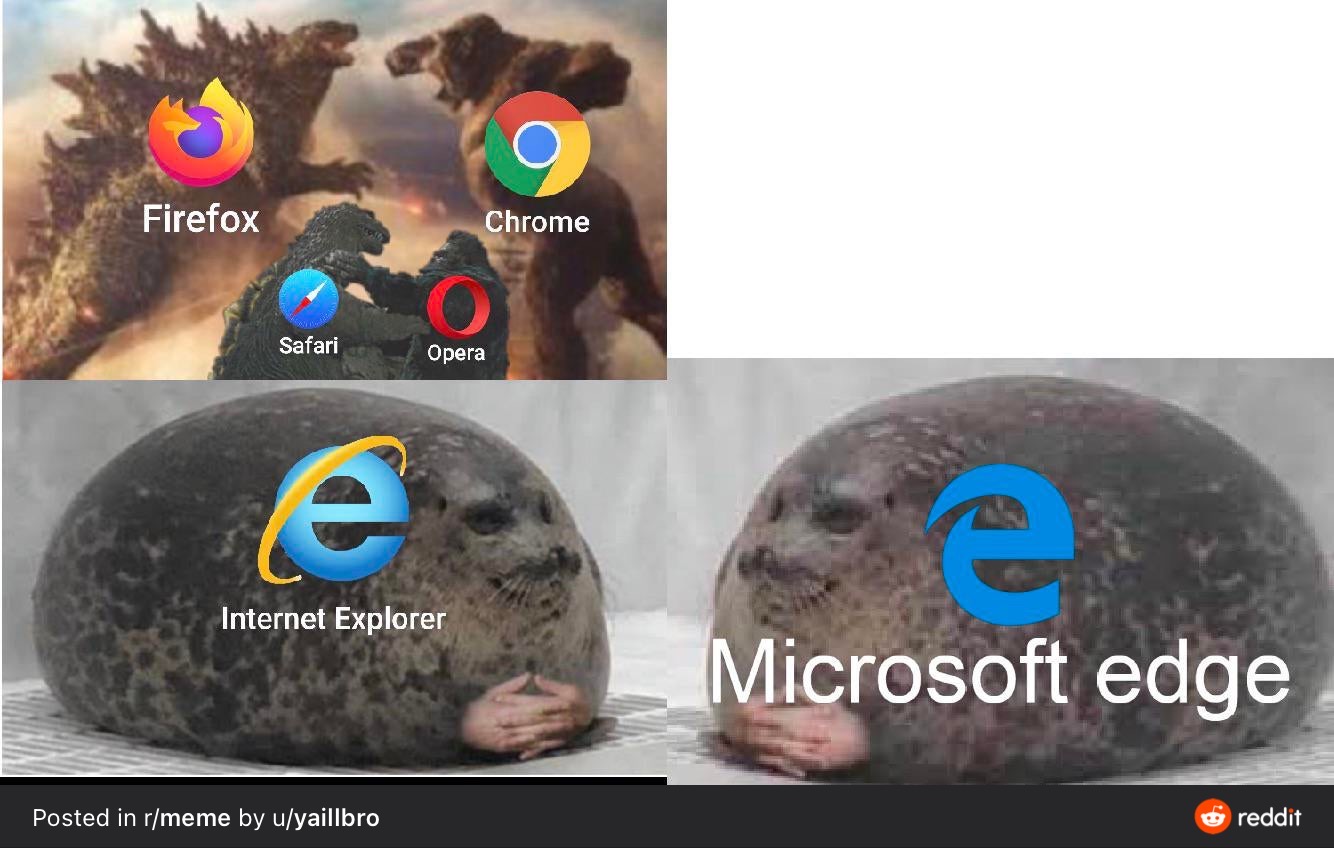 Firefox
Chrome
Safari
Opera
Internet Explorer
Microsoft edge
Posted in r/meme by u/yaillbro
reddit